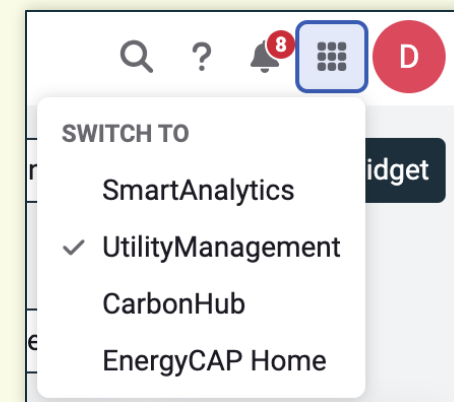 ?
8
D
SWITCH TO
idget
SmartAnalytics
UtilityManagement
CarbonHub
EnergyCAP Home